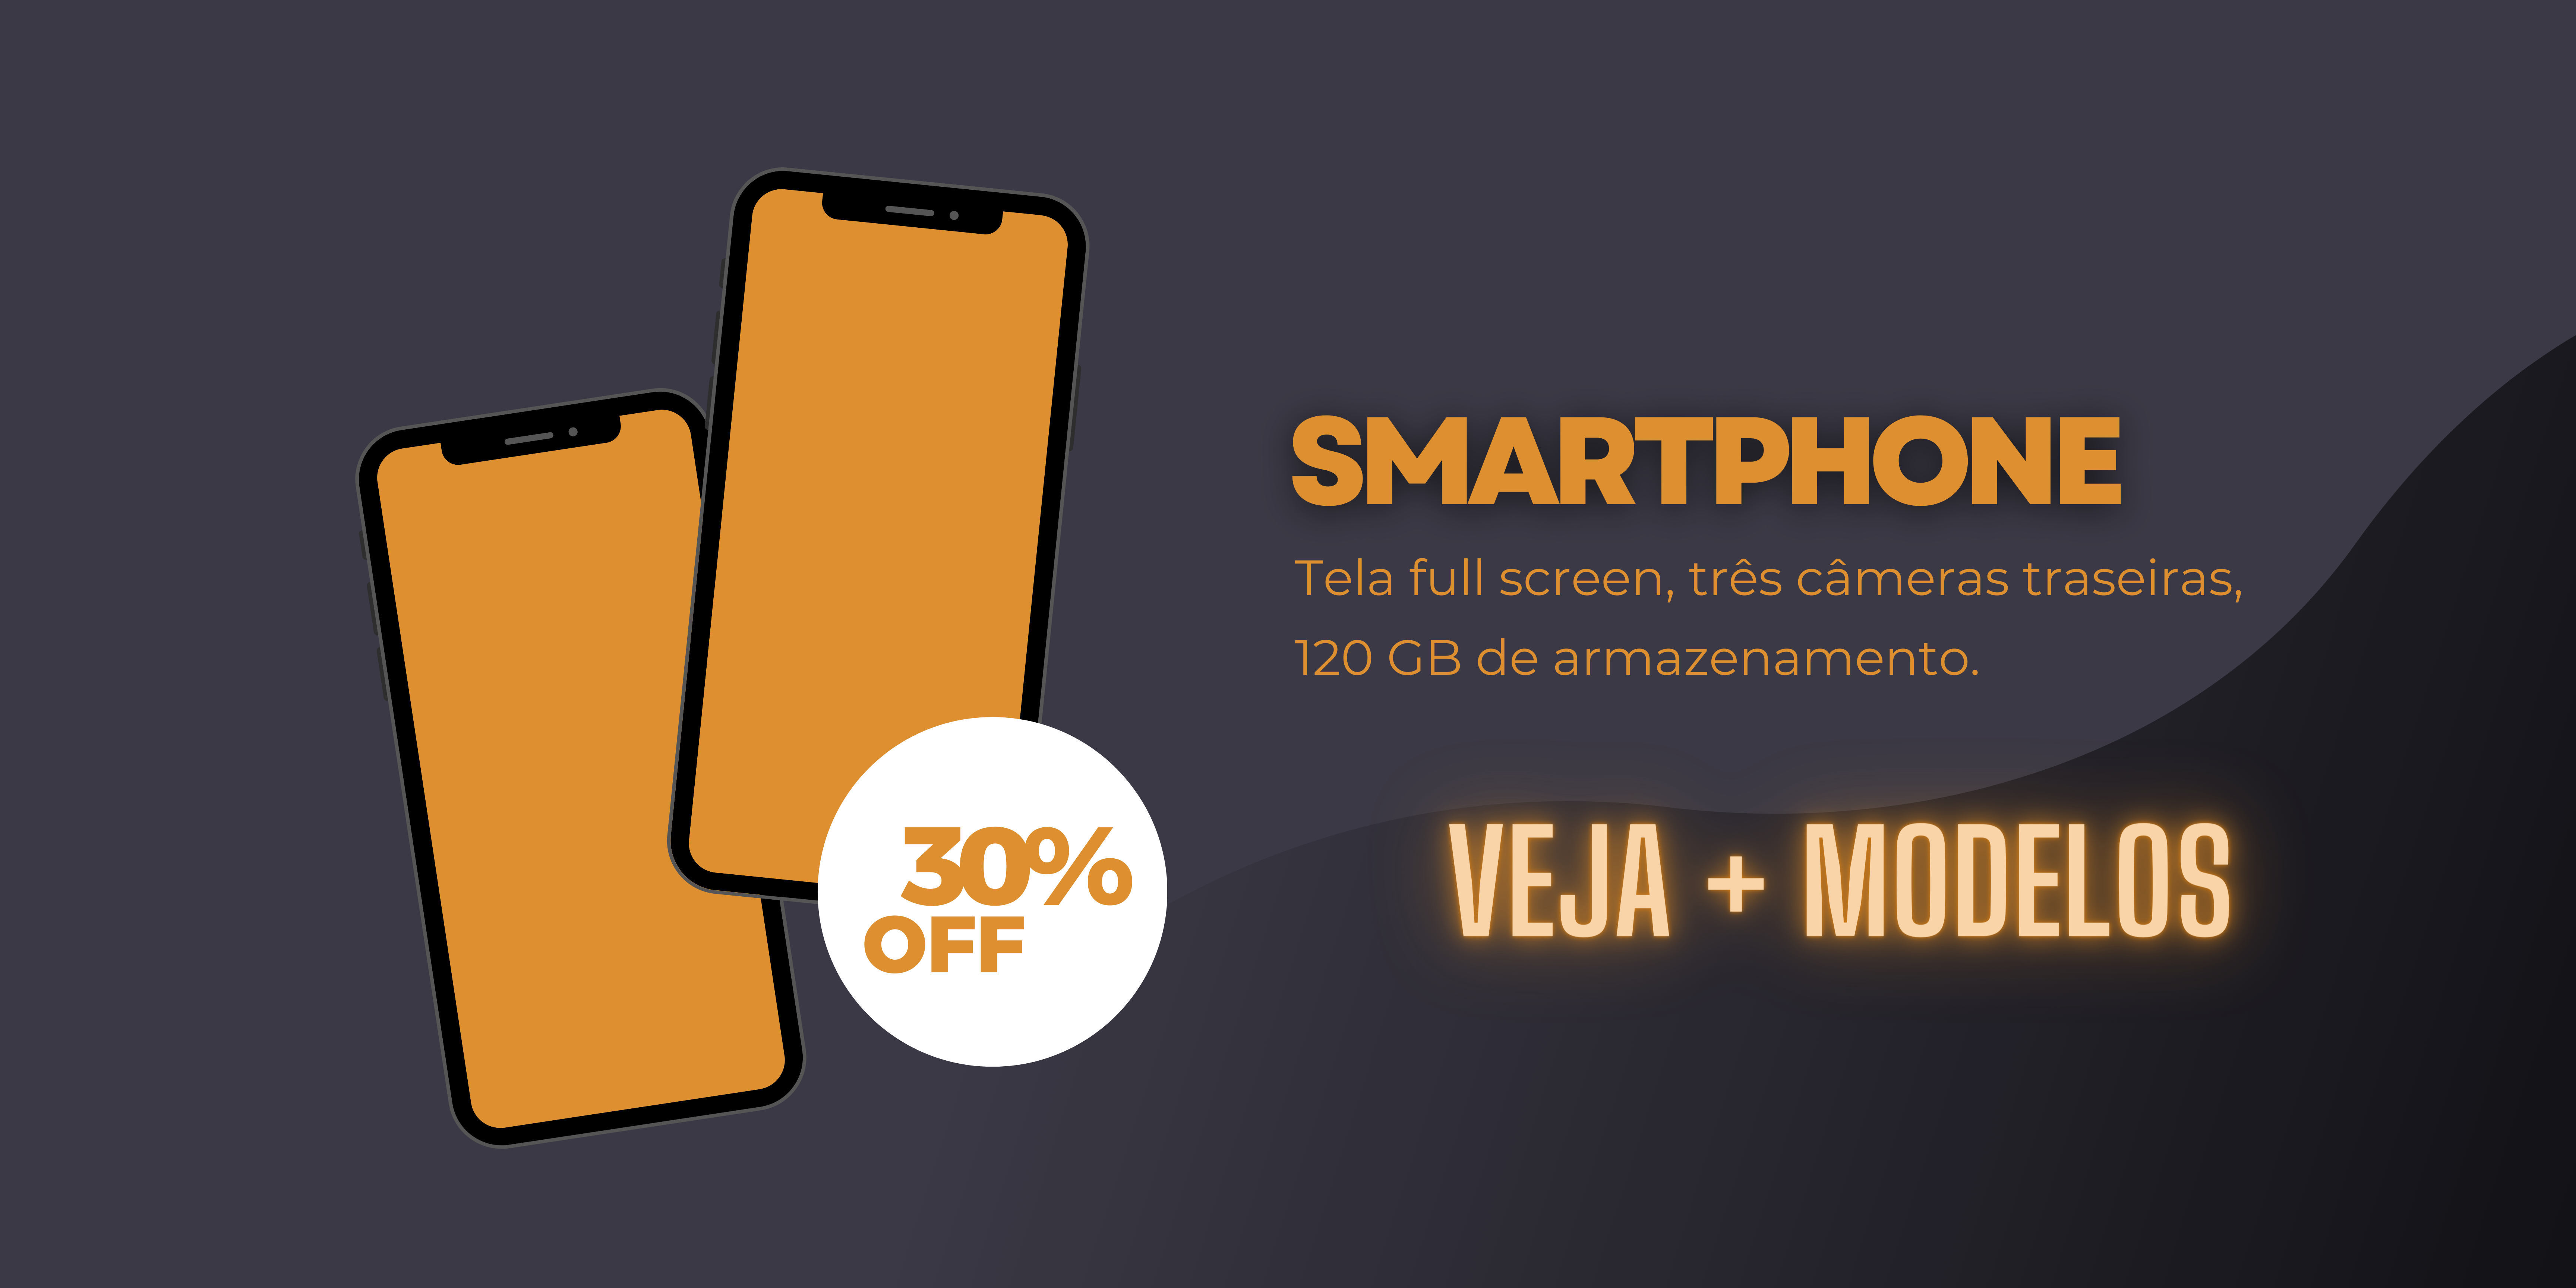 SMARTPHONE
Tela full screen, três câmeras traseiras,
120 GB de armazenamento.
30%
OFF
VEJA + MODELOS